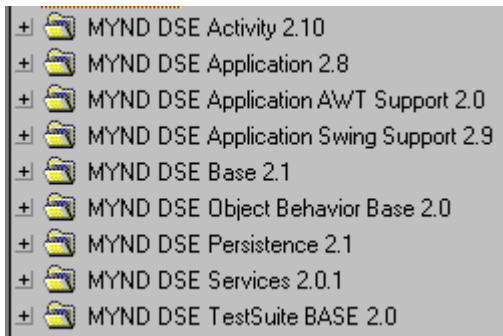 MYND DSE Activity 2.10
MYND DSE Application 2.8
MYND DSE Application AWT Support 2.0
MYND DSE Application Swing Support 2.9
MYND DSE Base 2.1
MYND DSE Object Behavior Base 2.0
MYND DSE Persistence 2.1
MYND DSE Services 2.0.1
MYND DSE TestSuite BASE 2.0